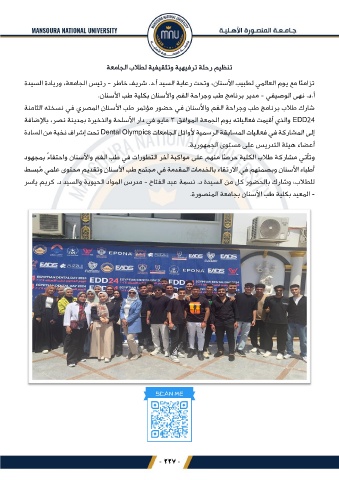 MANSOURA NATIONAL UNIVERSITY
جامعة المنصورة الأهلية
MNU
تنظيم رحلة ترفيهية وتثقيفية لطلاب الجامعة
تزامنًا مع يوم العالمي لطبيب الأسنان، وتحت رعاية السيد أ.د. شريف خاطر - رئيس الجامعة، وريادة السيدة
أ.د. نهى الوصيفي - مدير برنامج طب وجراحة الفم والأسنان بكلية طب الأسنان.
شارك طلاب برنامج طب وجراحة الفم والأسنان في حضور مؤتمر طب الأسنان المصري في نسخته الثامنة
EDD24 والذي أقيمت فعالياته يوم الجمعة الموافق ٣ مايو في دار الأسلحة والذخيرة بمدينة نصر، بالإضافة
إلى المشاركة في فعاليات المسابقة الرسمية لأوائل الجامعات Dental Olympics تحت إشراف نخبة من السادة
أعضاء هيئة التدريس على مستوى الجمهورية.
وتأتي مشاركة طلاب الكلية حرصًا منهم على مواكبة آخر التطورات في طب الفم والأسنان واحتفاءً بمجهود
أطباء الأسنان وبصمتهم في الارتقاء بالخدمات المقدمة في مجتمع طب الأسنان وتقديم محتوى علمي مُبسط
للطلاب، وشارك بالحضور كل من السيدة د. نسمة عبد الفتاح - مدرس المواد الحيوية والسيد د. كريم ياسر
- المعيد بكلية طب الأسنان بجامعة المنصورة.
EPONA
EADS
EDD24
SCAN ME
- ٢٢٧ -